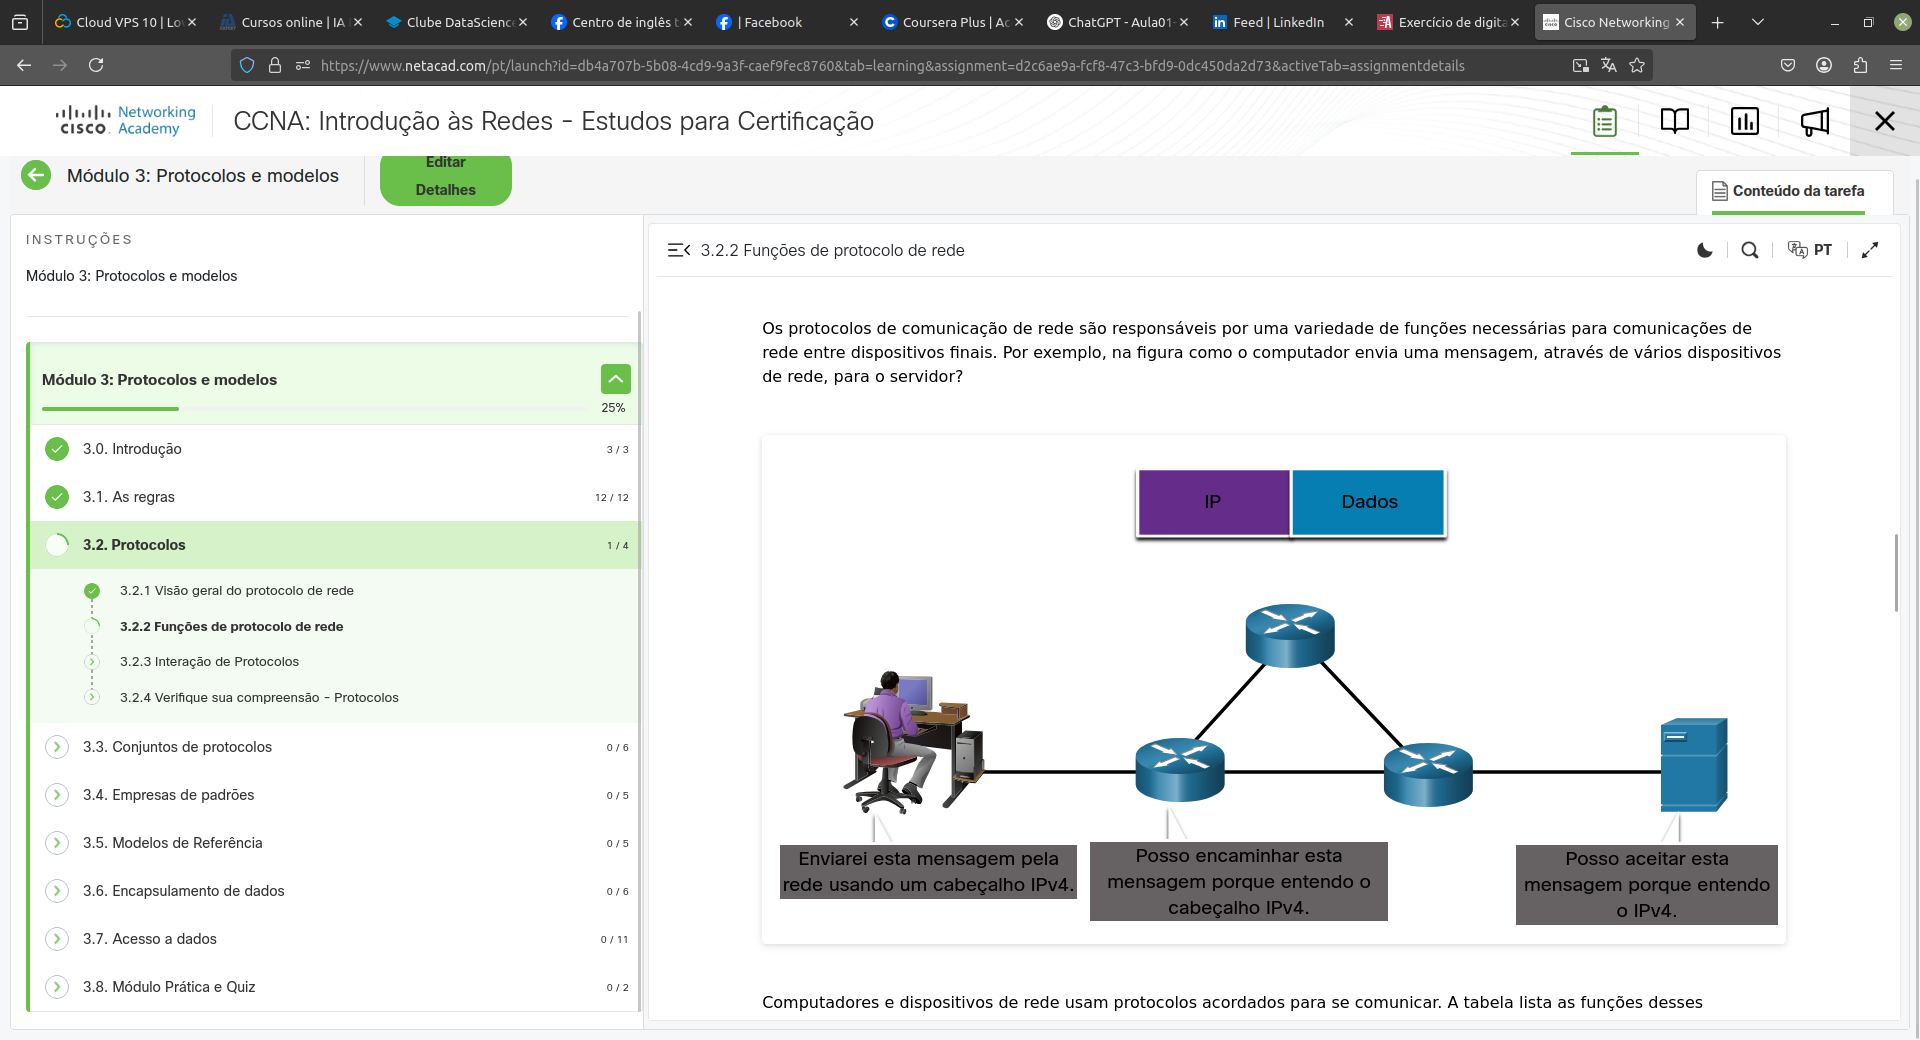 Cloud VPS 10 | Lo
Cursos online | IA
Clube DataScienc
Centro de inglês t
| Facebook
Coursera Plus | Ac
ChatGPT - Aula01-
Feed | LinkedIn
Exercício de digita
Cisco Networking
https://www.netacad.com/pt/launch?id=db4a707b-5b08-4cd9-9a3f-caef9fec8760&tab=learning&assignment=d2c6ae9a-fcf8-47c3-bfd9-0dc450da2d73&activeTab=assignmentdetails
cisco
Networking
Academy
CCNA: Introdução às Redes - Estudos para Certificação
Módulo 3: Protocolos e modelos
Editar
Detalhes
Conteúdo da tarefa
INSTRUÇÕES
Módulo 3: Protocolos e modelos
Módulo 3: Protocolos e modelos
25%
3.0. Introdução 3 / 3
3.1. As regras 12 / 12
3.2. Protocolos 1 / 4
3.2.1 Visão geral do protocolo de rede
3.2.2 Funções de protocolo de rede
3.2.3 Interação de Protocolos
3.2.4 Verifique sua compreensão - Protocolos
3.3. Conjuntos de protocolos 0 / 6
3.4. Empresas de padrões 0 / 5
3.5. Modelos de Referência 0 / 5
3.6. Encapsulamento de dados 0 / 6
3.7. Acesso a dados 0 / 11
3.8. Módulo Prática e Quiz 0 / 2
3.2.2 Funções de protocolo de rede
PT
Os protocolos de comunicação de rede são responsáveis por uma variedade de funções necessárias para comunicações de
rede entre dispositivos finais. Por exemplo, na figura como o computador envia uma mensagem, através de vários dispositivos
de rede, para o servidor?
IP Dados
Enviarei esta mensagem pela
rede usando um cabeçalho IPv4.
Posso encaminhar esta
mensagem porque entendo o
cabeçalho IPv4.
Posso aceitar esta
mensagem porque entendo
o IPv4.
Computadores e dispositivos de rede usam protocolos acordados para se comunicar. A tabela lista as funções desses